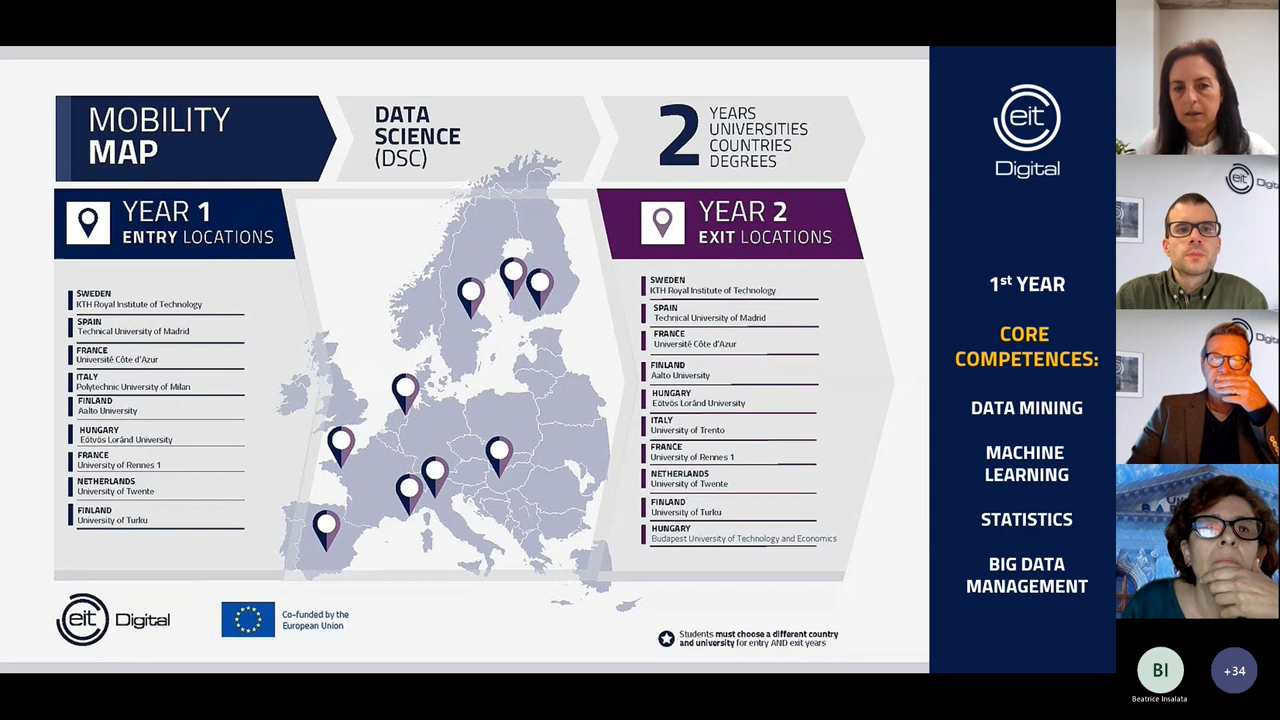 MOBILITY
MAP
DATA
SCIENCE
(DSC)
2
YEARS
UNIVERSITIES
COUNTRIES
DEGREES
YEAR 1
ENTRY LOCATIONS
SWEDEN
KTH Royal Institute of Technology
SPAIN
Technical University of Madrid
FRANCE
Université Côte d'Azur
ITALY
Polytechnic University of Milan
FINLAND
Aalto University
HUNGARY
Eötvös Loránd University
FRANCE
University of Rennes 1
NETHERLANDS
University of Twente
FINLAND
University of Turku
YEAR 2
EXIT LOCATIONS
SWEDEN
KTH Royal Institute of Technology
SPAIN
Technical University of Madrid
FRANCE
Université Côte d'Azur
FINLAND
Aalto University
HUNGARY
Eötvös Loránd University
ITALY
University of Trento
FRANCE
University of Rennes 1
NETHERLANDS
University of Twente
FINLAND
University of Turku
HUNGARY
Budapest University of Technology and Economics
eit Digital
Co-funded by the
European Union
Students must choose a different country
and university for entry AND exit years
eit
Digital
1st YEAR
CORE
COMPETENCES:
DATA MINING
MACHINE
LEARNING
STATISTICS
BIG DATA
MANAGEMENT
eit
BI
+34
Beatrice Insalata